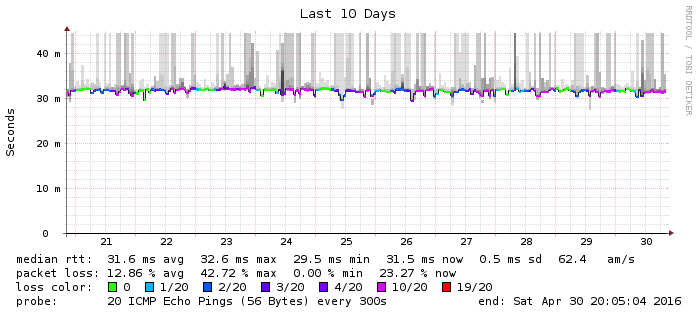 Last 10 Days
RRDTOOL / TOBI OETIKER
Seconds
40 m
30 m
20 m
10 m
0
21 22 23 24 25 26 27 28 29 30
median rtt: 31.6 ms avg 32.6 ms max 29.5 ms min 31.5 ms now 0.5 ms sd 62.4 am/s
packet loss: 12.86 % avg 42.72 % max 0.00 % min 23.27 % now
loss color: 0 1/20 2/20 3/20 4/20 10/20 19/20
probe: 20 ICMP Echo Pings (56 Bytes) every 300s end: Sat Apr 30 20:05:04 2016